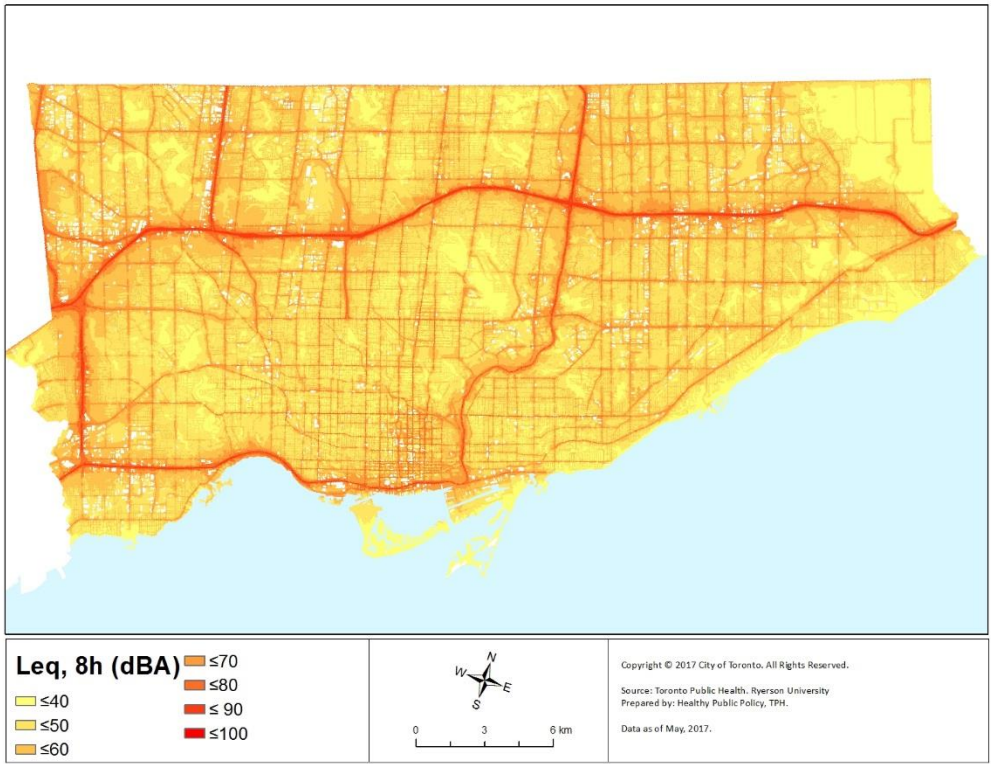 Leq, 8h (dBA)
≤40
≤50
≤60
≤70
≤80
≤ 90
≤100
N
W
E
S
0 3 6 km
Copyright © 2017 City of Toronto. All Rights Reserved.
Source: Toronto Public Health. Ryerson University
Prepared by: Healthy Public Policy, TPH.
Data as of May, 2017.